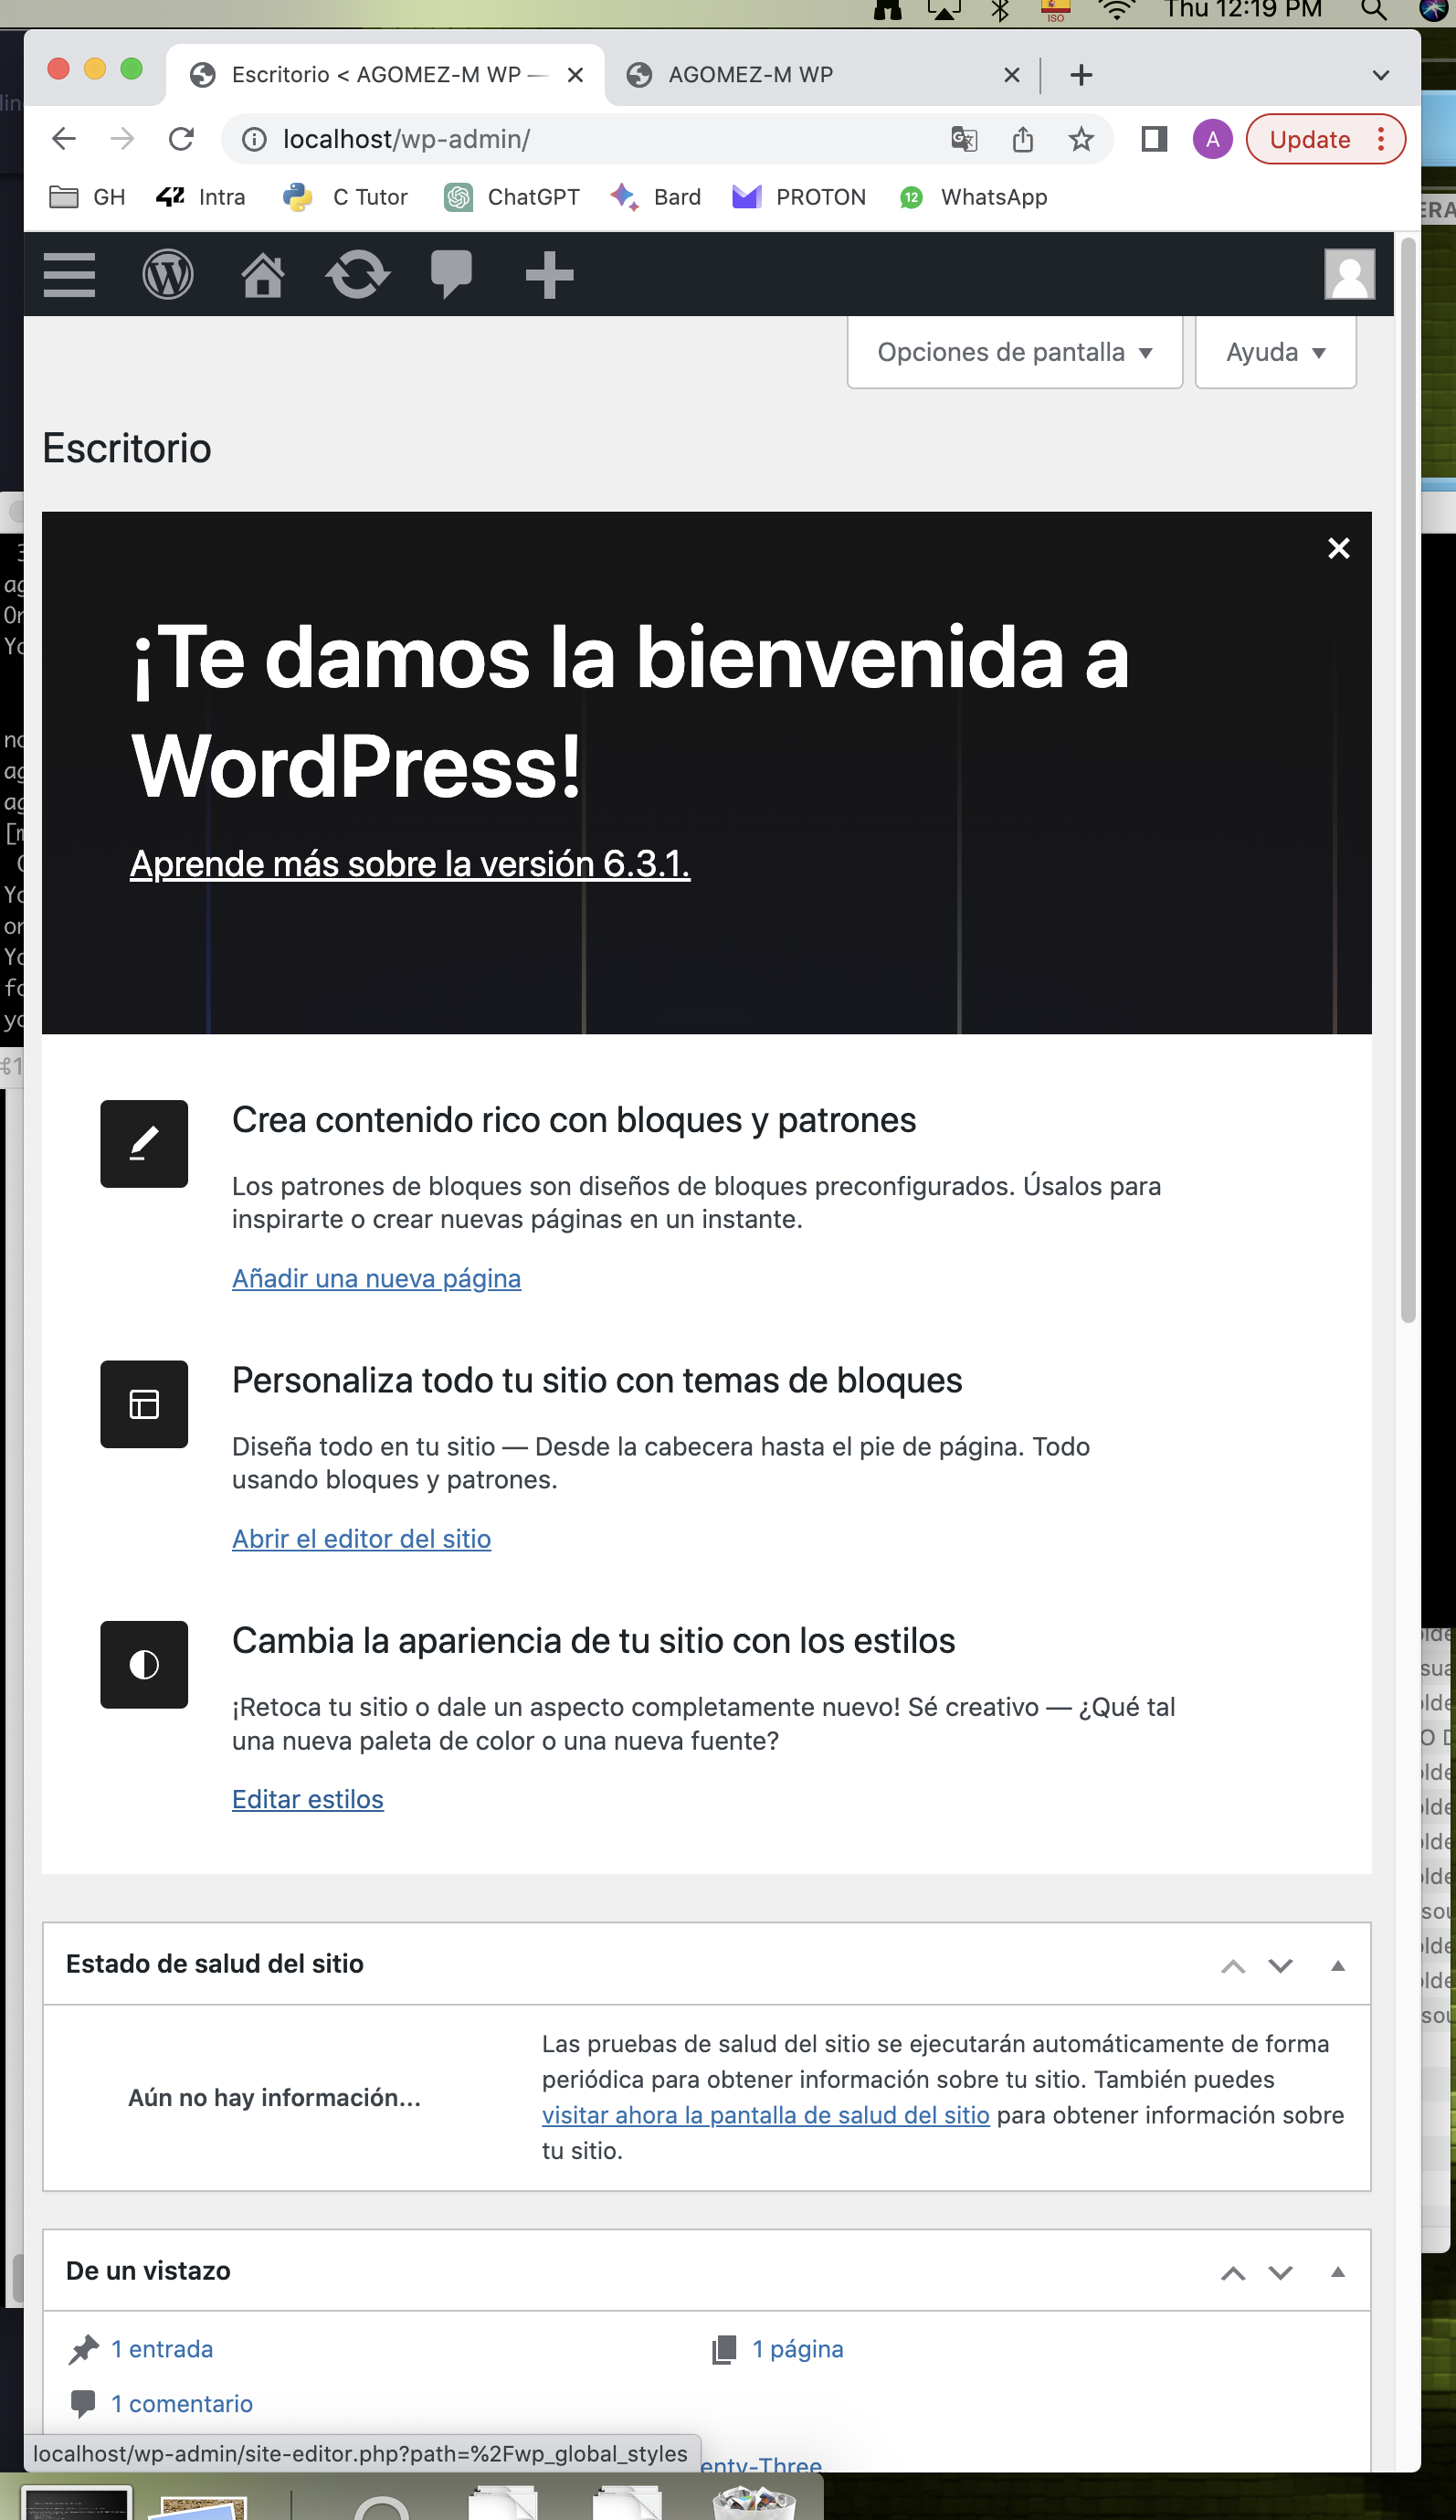 ISO
Thu 12:19 PM
Escritorio < AGOMEZ-M WP —
AGOMEZ-M WP
localhost/wp-admin/
A
Update
GH
42 Intra
C Tutor
ChatGPT
Bard
PROTON
12 WhatsApp
Opciones de pantalla
Ayuda
Escritorio
¡Te damos la bienvenida a
WordPress!
Aprende más sobre la versión 6.3.1.
Crea contenido rico con bloques y patrones
Los patrones de bloques son diseños de bloques preconfigurados. Úsalos para
inspirarte o crear nuevas páginas en un instante.
Añadir una nueva página
Personaliza todo tu sitio con temas de bloques
Diseña todo en tu sitio — Desde la cabecera hasta el pie de página. Todo
usando bloques y patrones.
Abrir el editor del sitio
Cambia la apariencia de tu sitio con los estilos
¡Retoca tu sitio o dale un aspecto completamente nuevo! Sé creativo — ¿Qué tal
una nueva paleta de color o una nueva fuente?
Editar estilos
Estado de salud del sitio
Aún no hay información...
Las pruebas de salud del sitio se ejecutarán automáticamente de forma
periódica para obtener información sobre tu sitio. También puedes
visitar ahora la pantalla de salud del sitio para obtener información sobre
tu sitio.
De un vistazo
1 entrada
1 página
1 comentario
localhost/wp-admin/site-editor.php?path=%2Fwp_global_styles
enty-Three